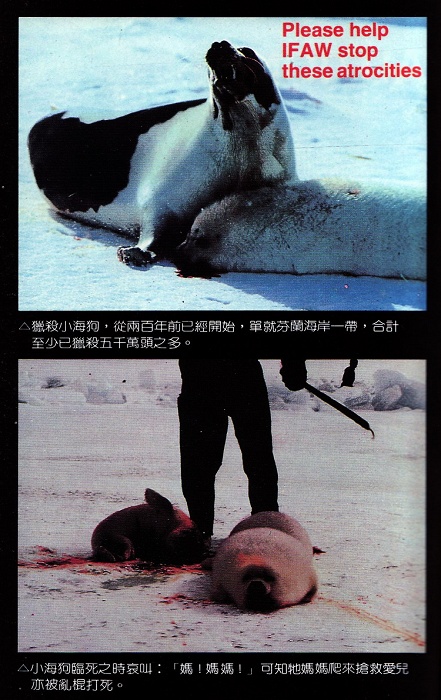 Please help
IFAW stop
these atrocities
△獵殺小海狗，從兩百年前已經開始，單就芬蘭海岸一帶，合計
至少已獵殺五千萬頭之多。
△小海狗臨死之時哀叫：「媽！媽媽！」可知牠媽媽爬來搶救愛兒
亦被亂棍打死。